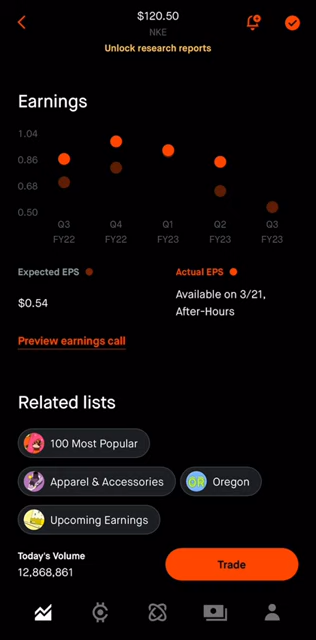 $120.50
NKE
Unlock research reports
Earnings
1.04
0.86
0.68
0.50
Q3 Q4 Q1 Q2 Q3
FY22 FY22 FY23 FY23 FY23
Expected EPS Actual EPS
$0.54 Available on 3/21,
After-Hours
Preview earnings call
Related lists
100 Most Popular
Apparel & Accessories OR Oregon
Upcoming Earnings
Today's Volume
12,868,861
Trade